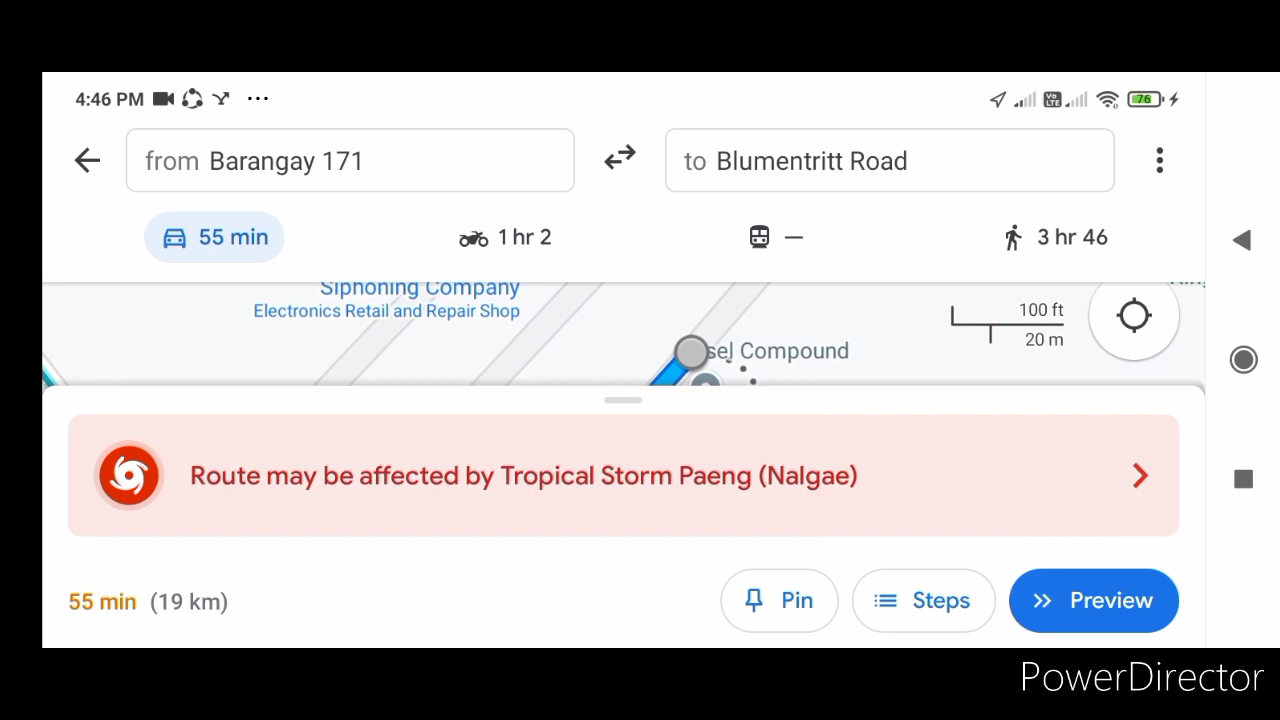 4:46 PM ...
Vo LTE 76
from Barangay 171
to Blumentritt Road
55 min
1 hr 2
—
3 hr 46
Siphoning Company
Electronics Retail and Repair Shop
100 ft
20 m
sel Compound
Route may be affected by Tropical Storm Paeng (Nalgae)
55 min (19 km)
Pin
Steps
Preview
PowerDirector